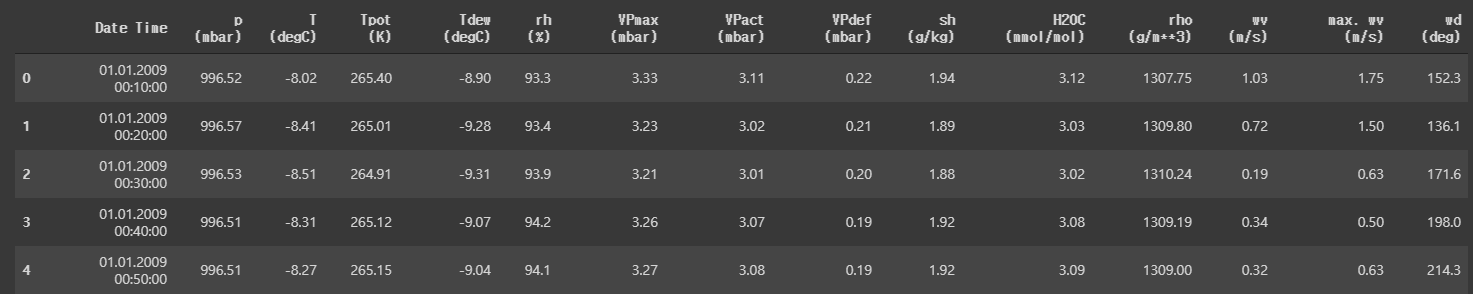 Date Time p (mbar) T (degC) Tpot (K) Tdew (degC) rh (%) VPmax (mbar) VPact (mbar) VPdef (mbar) sh (g/kg) H2OC (mmol/mol) rho (g/m**3) wv (m/s) max. wv (m/s) wd (deg)
0 01.01.2009 00:10:00 996.52 -8.02 265.40 -8.90 93.3 3.33 3.11 0.22 1.94 3.12 1307.75 1.03 1.75 152.3
1 01.01.2009 00:20:00 996.57 -8.41 265.01 -9.28 93.4 3.23 3.02 0.21 1.89 3.03 1309.80 0.72 1.50 136.1
2 01.01.2009 00:30:00 996.53 -8.51 264.91 -9.31 93.9 3.21 3.01 0.20 1.88 3.02 1310.24 0.19 0.63 171.6
3 01.01.2009 00:40:00 996.51 -8.31 265.12 -9.07 94.2 3.26 3.07 0.19 1.92 3.08 1309.19 0.34 0.50 198.0
4 01.01.2009 00:50:00 996.51 -8.27 265.15 -9.04 94.1 3.27 3.08 0.19 1.92 3.09 1309.00 0.32 0.63 214.3